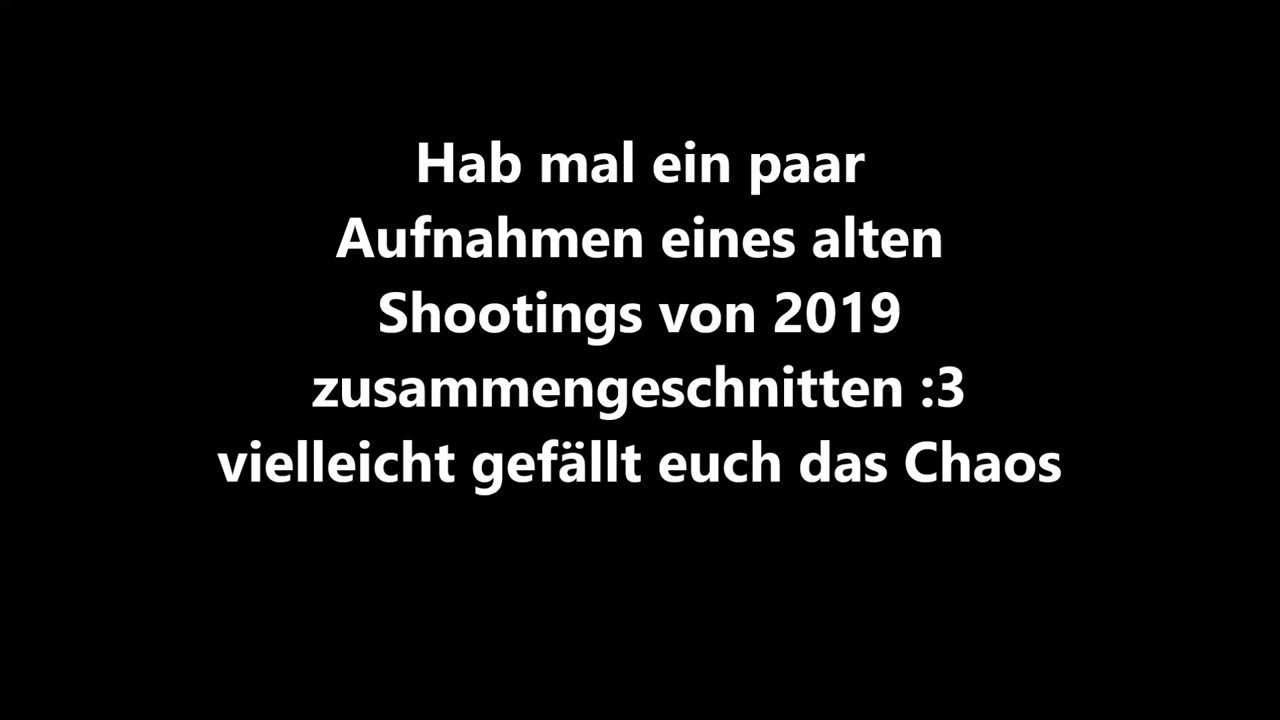 Hab mal ein paar
Aufnahmen eines alten
Shootings von 2019
zusammengeschnitten :3
vielleicht gefällt euch das Chaos